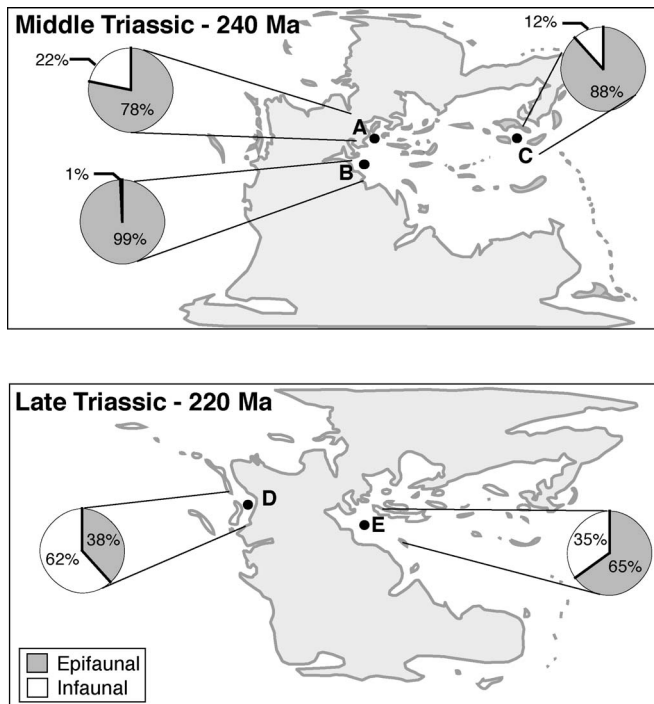 Middle Triassic - 240 Ma
12%
22%
78%
88%
A
B
C
1%
99%
Late Triassic - 220 Ma
D
E
38%
62%
35%
65%
Epifaunal
Infaunal